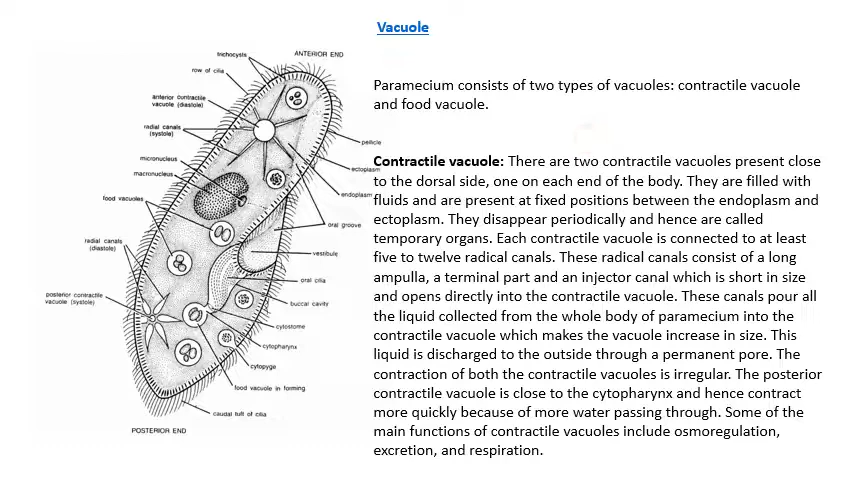 Vacuole
trichocysts
ANTERIOR END
row of cilia
anterior contractile
vacuole (diastole)
radial canals
(systole)
pellicle
micronucleus
ectoplasm
macronucleus
endoplasm
food vacuoles
oral groove
radial canals
(diastole)
vestibule
oral cilia
posterior contractile
vacuole (systole)
buccal cavity
cytostome
cytopharynx
cytopyge
food vacuole in forming
caudal tuft of cilia
POSTERIOR END
Paramecium consists of two types of vacuoles: contractile vacuole
and food vacuole.
Contractile vacuole: There are two contractile vacuoles present close
to the dorsal side, one on each end of the body. They are filled with
fluids and are present at fixed positions between the endoplasm and
ectoplasm. They disappear periodically and hence are called
temporary organs. Each contractile vacuole is connected to at least
five to twelve radical canals. These radical canals consist of a long
ampulla, a terminal part and an injector canal which is short in size
and opens directly into the contractile vacuole. These canals pour all
the liquid collected from the whole body of paramecium into the
contractile vacuole which makes the vacuole increase in size. This
liquid is discharged to the outside through a permanent pore. The
contraction of both the contractile vacuoles is irregular. The posterior
contractile vacuole is close to the cytopharynx and hence contract
more quickly because of more water passing through. Some of the
main functions of contractile vacuoles include osmoregulation,
excretion, and respiration.